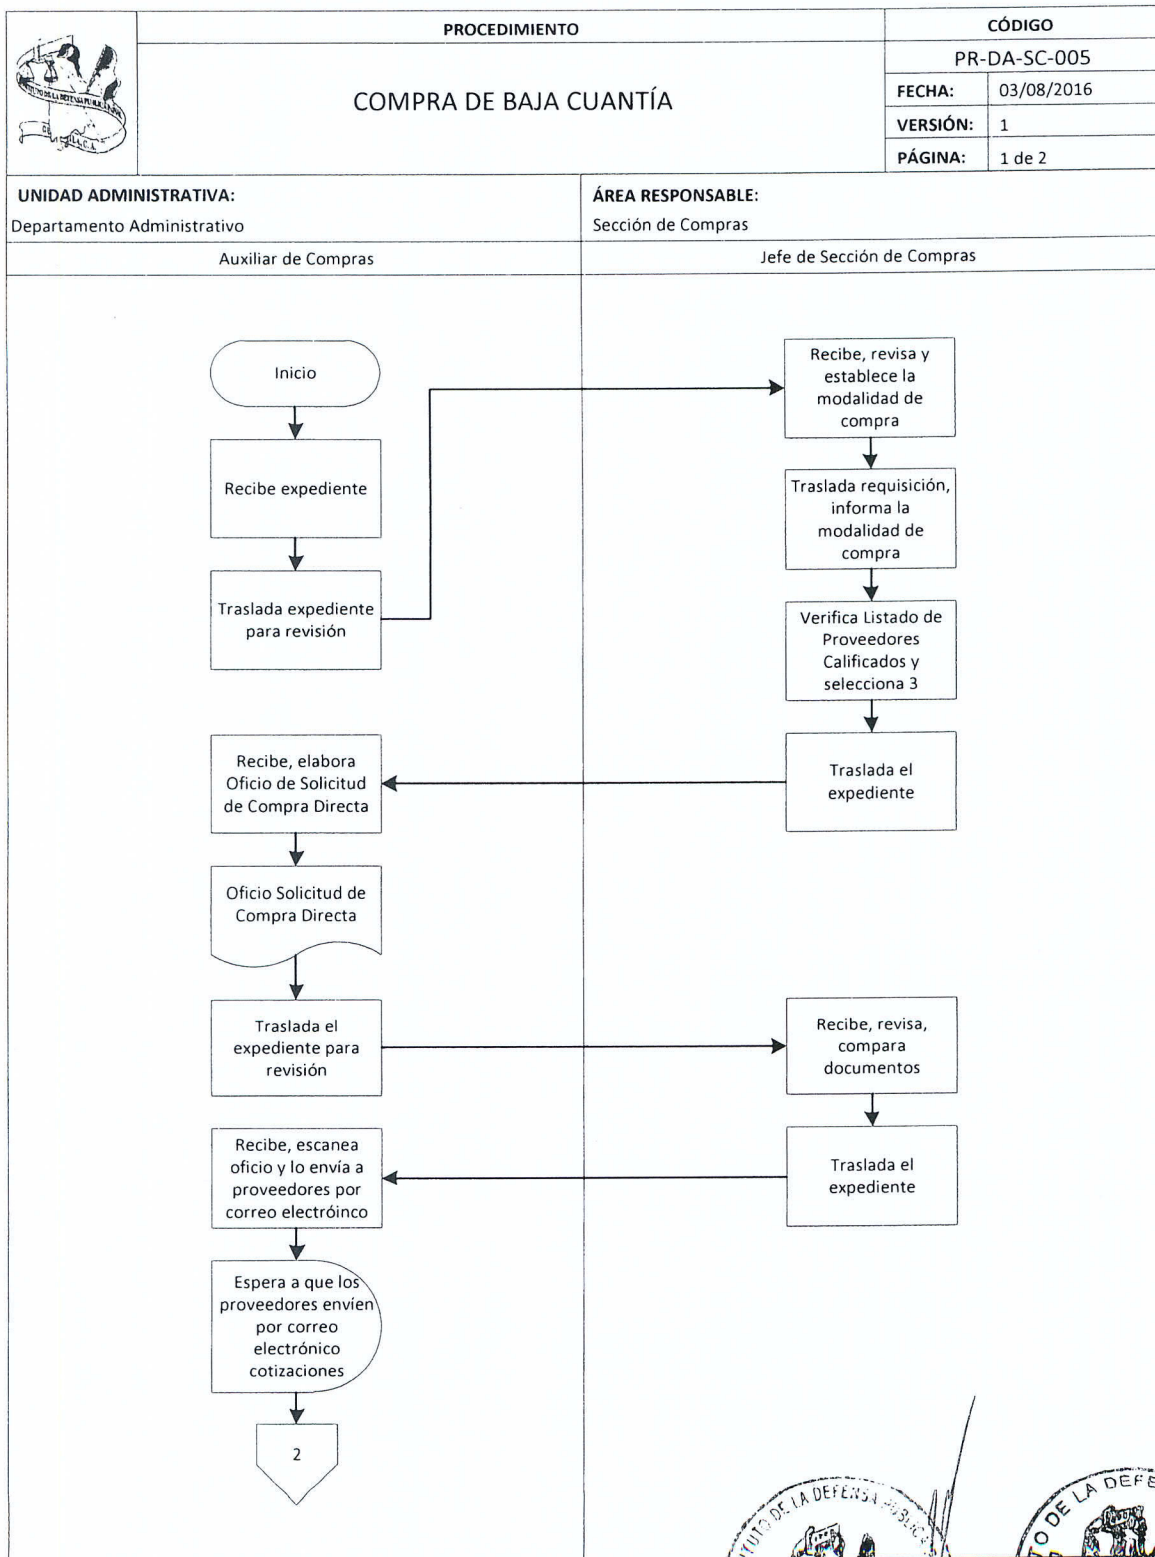 PROCEDIMIENTO
CÓDIGO
COMPRA DE BAJA CUANTÍA
PR-DA-SC-005
FECHA: 03/08/2016
VERSIÓN: 1
PÁGINA: 1 de 2
UNIDAD ADMINISTRATIVA:
Departamento Administrativo
ÁREA RESPONSABLE:
Sección de Compras
Auxiliar de Compras
Jefe de Sección de Compras
Inicio
Recibe expediente
Traslada expediente
para revisión
Recibe, revisa y
establece la
modalidad de
compra
Traslada requisición,
informa la
modalidad de
compra
Verifica Listado de
Proveedores
Calificados y
selecciona 3
Traslada el
expediente
Recibe, elabora
Oficio de Solicitud
de Compra Directa
Oficio Solicitud de
Compra Directa
Traslada el
expediente para
revisión
Recibe, revisa,
compara
documentos
Traslada el
expediente
Recibe, escanea
oficio y lo envía a
proveedores por
correo electróinco
Espera a que los
proveedores envíen
por correo
electrónico
cotizaciones
2
DE LA DEFENSA
DE LA